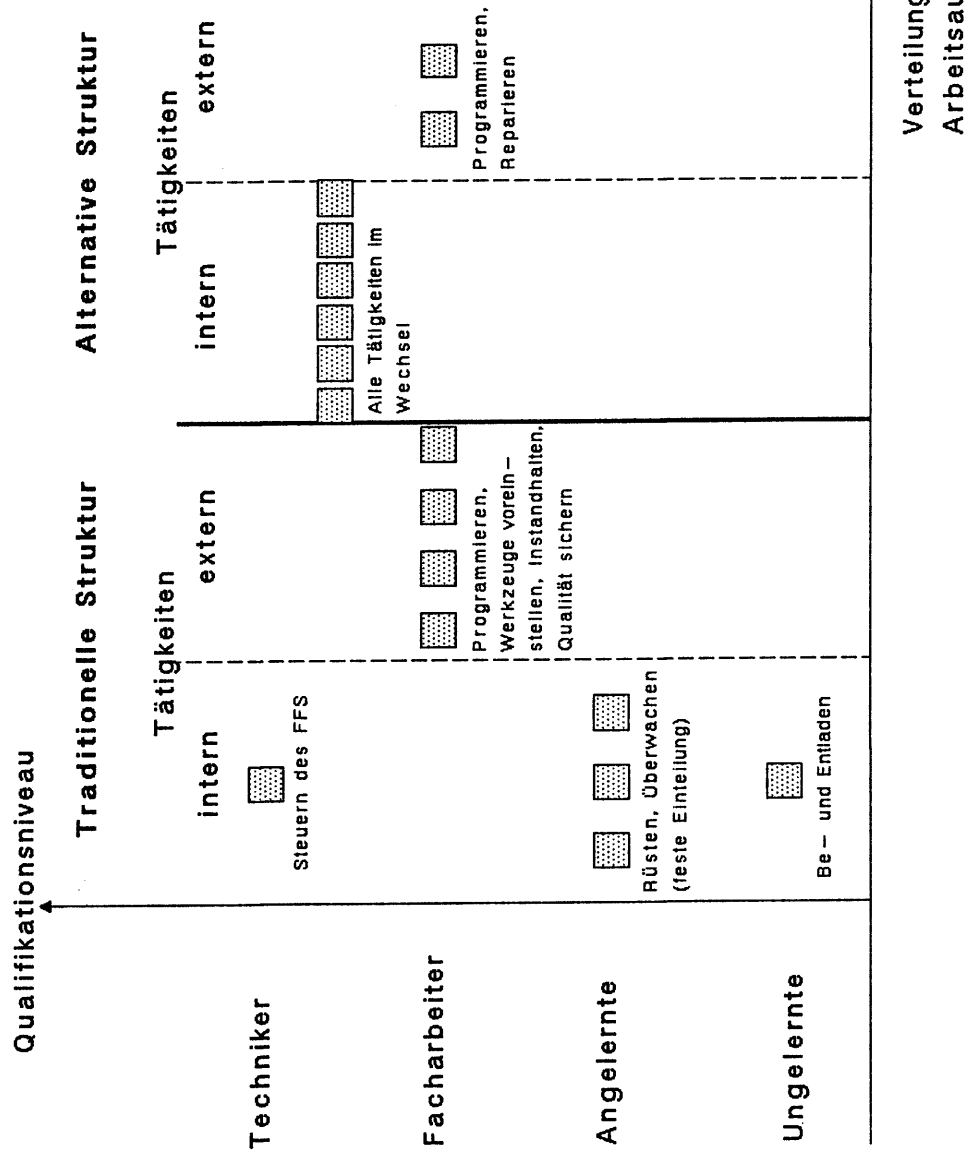 Qualifikationsniveau
Traditionelle Struktur
Alternative Struktur
Tätigkeiten
Tätigkeiten
intern
extern
intern
extern
Techniker
Steuern des FFS
Alle Tätigkeiten im
Wechsel
Facharbeiter
Programmieren,
Werkzeuge vorein-
stellen, Instandhalten,
Qualität sichern
Programmieren,
Reparieren
Angelernte
Rüsten, Überwachen
(feste Einteilung)
Ungelernte
Be- und Entladen
Verteilung